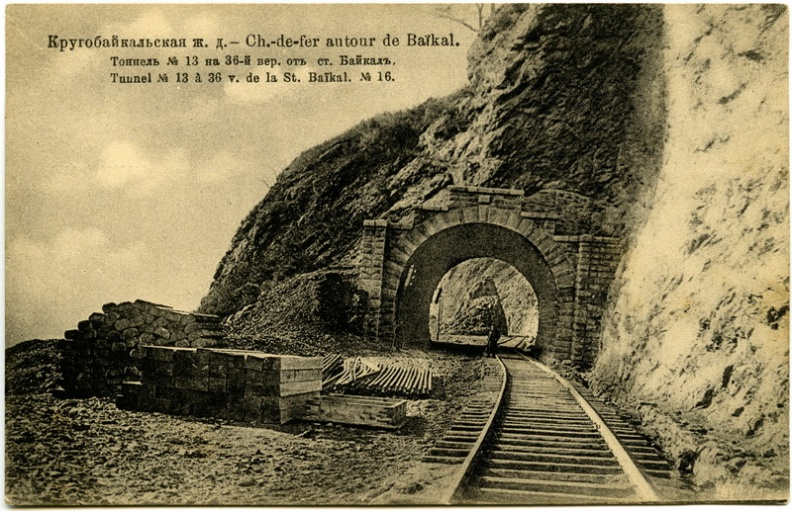 Кругобайкальская ж. д. – Ch.-de-fer autour de Baïkal.
Тоннель № 13 на 36-й вер. отъ ст. Байкалъ.
Tunnel № 13 à 36 v. de la St. Baïkal. № 16.